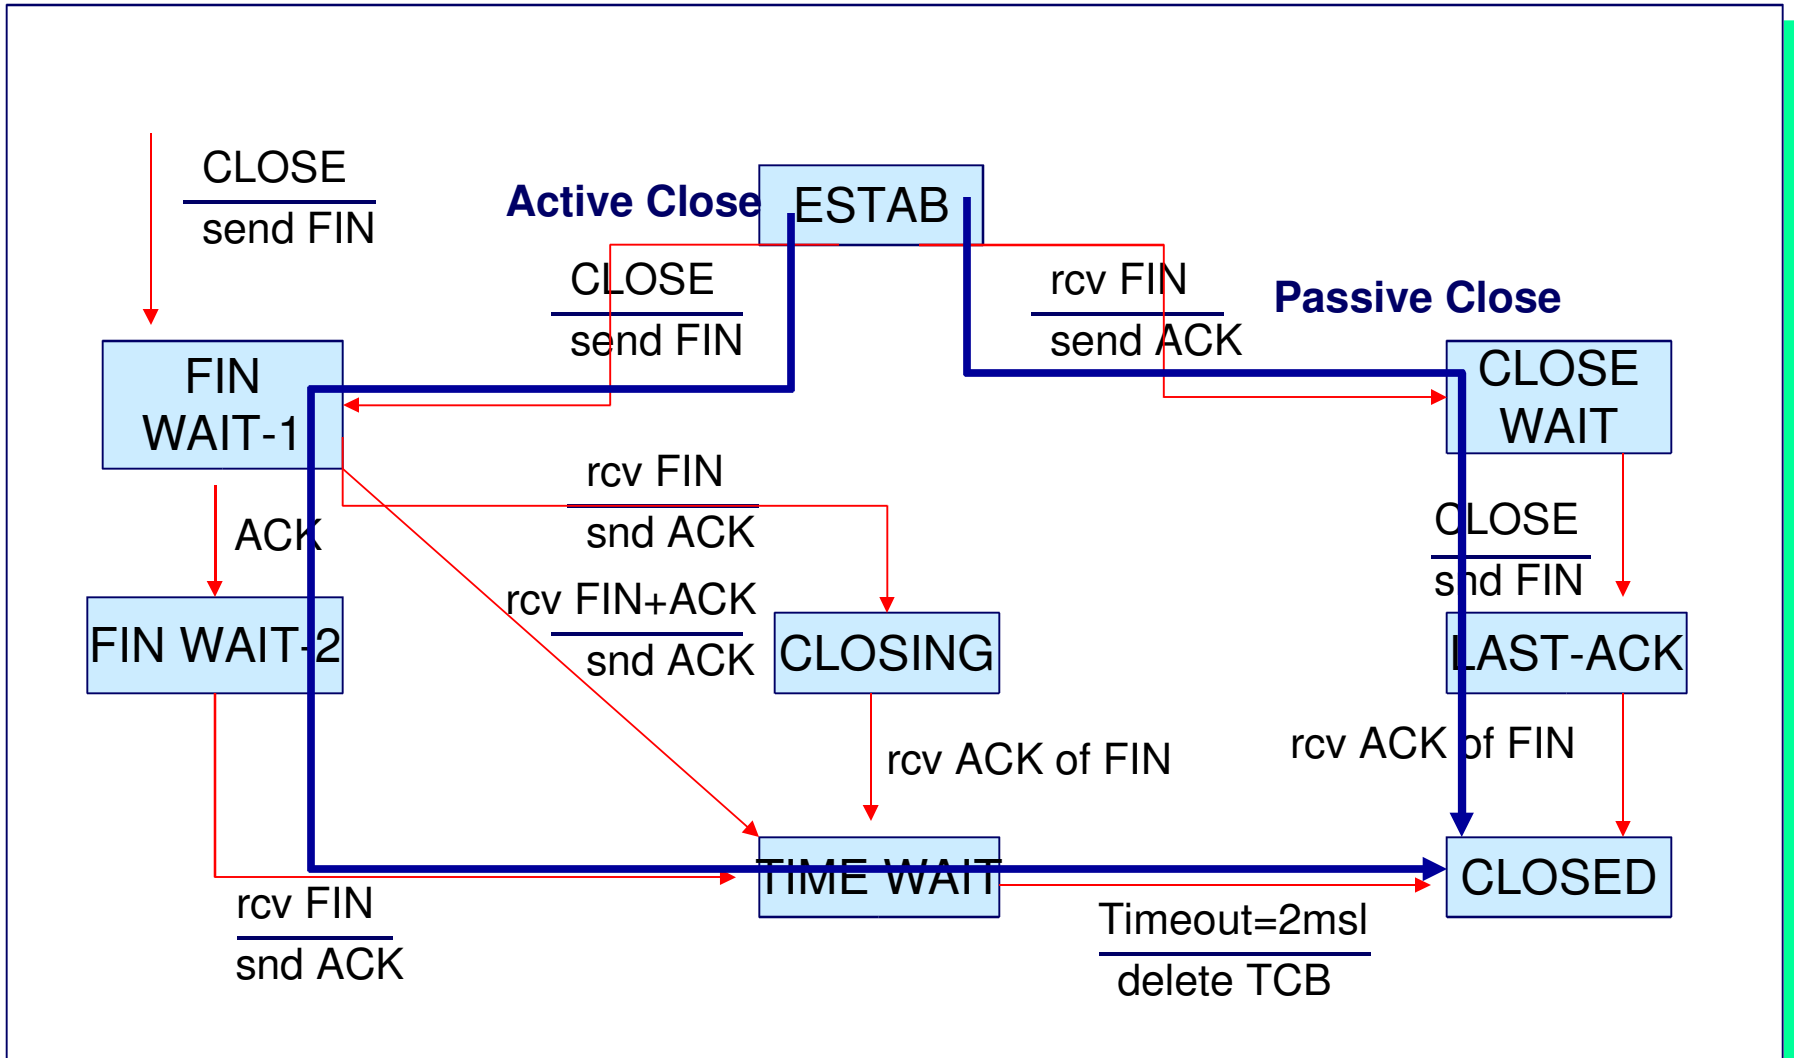 CLOSE
send FIN
Active Close
ESTAB
CLOSE
send FIN
rcv FIN
send ACK
Passive Close
FIN
WAIT-1
CLOSE
WAIT
rcv FIN
snd ACK
ACK
CLOSE
snd FIN
rcv FIN+ACK
snd ACK
FIN WAIT-2
CLOSING
LAST-ACK
rcv ACK of FIN
rcv ACK of FIN
TIME WAIT
CLOSED
rcv FIN
snd ACK
Timeout=2msl
delete TCB